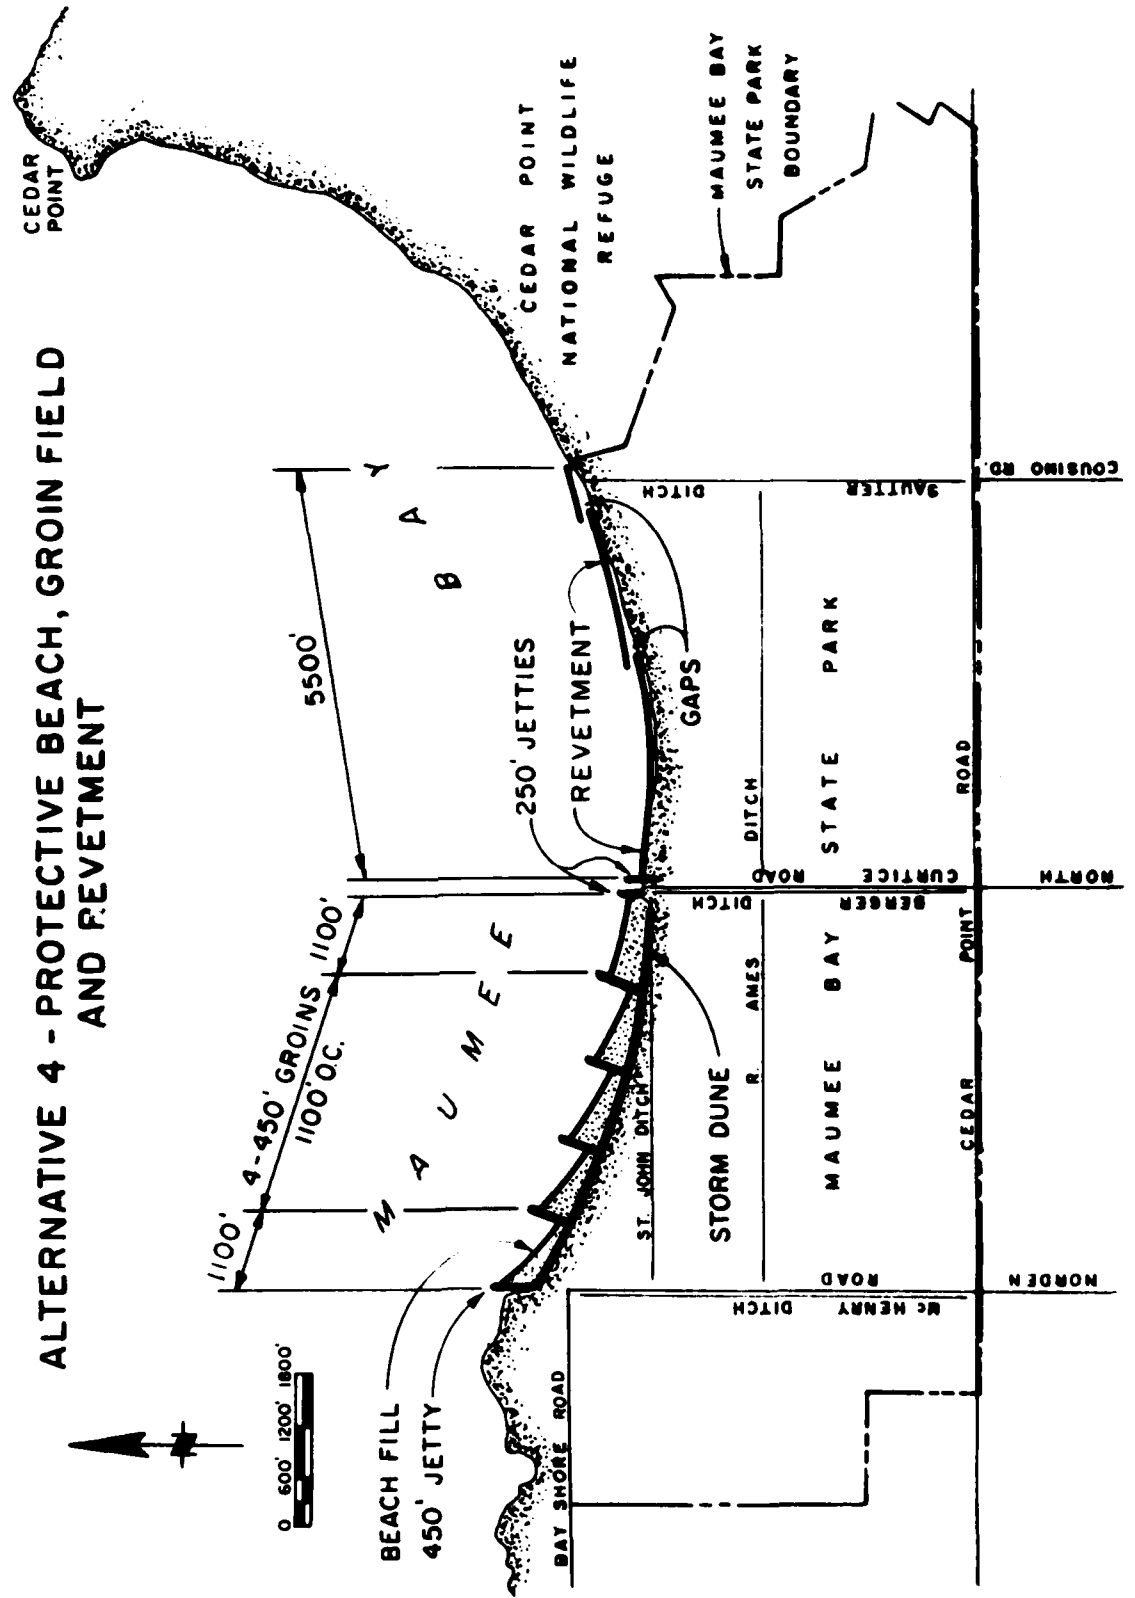 ALTERNATIVE 4 - PROTECTIVE BEACH, GROIN FIELD
AND REVETMENT
CEDAR
POINT
0 600' 1200' 1800'
1100'
4-450' GROINS
1100' O.C.
1100'
5500'
MAUMEE BAY
BEACH FILL
450' JETTY
250' JETTIES
REVETMENT
GAPS
STORM DUNE
CEDAR POINT
NATIONAL WILDLIFE
REFUGE
MAUMEE BAY
STATE PARK
BOUNDARY
BAY SHORE ROAD
ST. JOHN DITCH
R. AMES DITCH
MAUMEE BAY STATE PARK
CEDAR POINT ROAD
NORDEN ROAD
Mc HENRY DITCH
NORTH CURTICE ROAD
BERGER DITCH
COUSINO RD.
SAUTTER DITCH